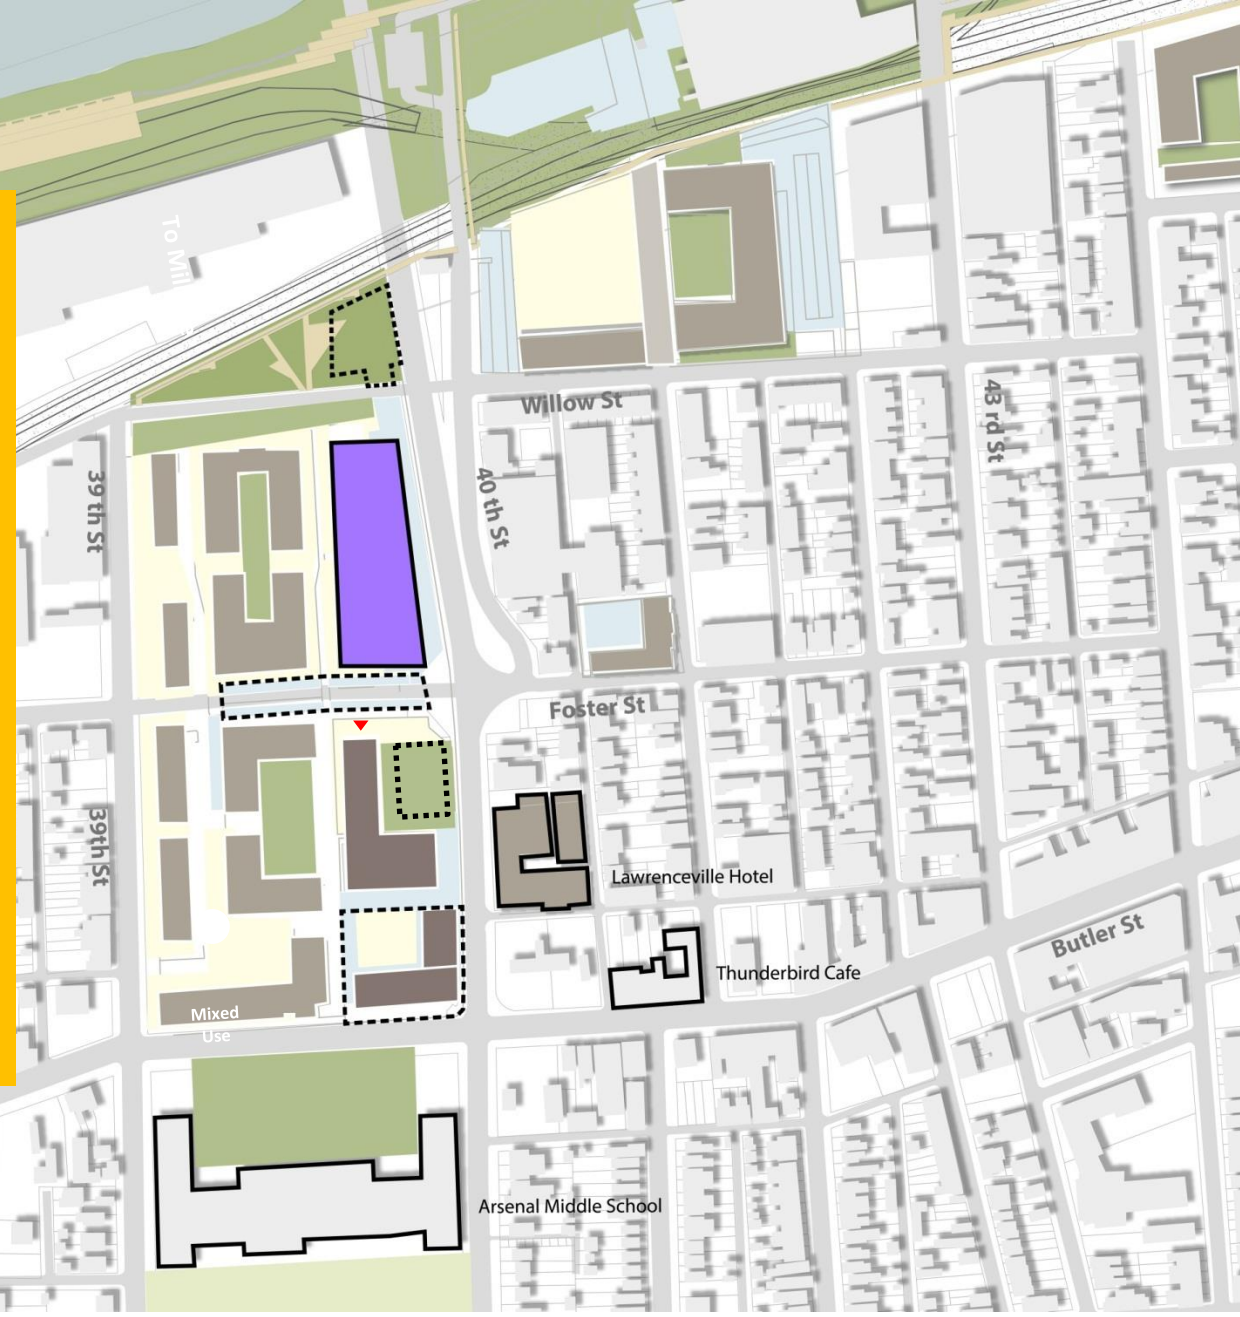 To Mil
Willow St
43 rd St
39 th St
40 th St
Foster St
39th St
Lawrenceville Hotel
Butler St
Thunderbird Cafe
Mixed
Use
Arsenal Middle School